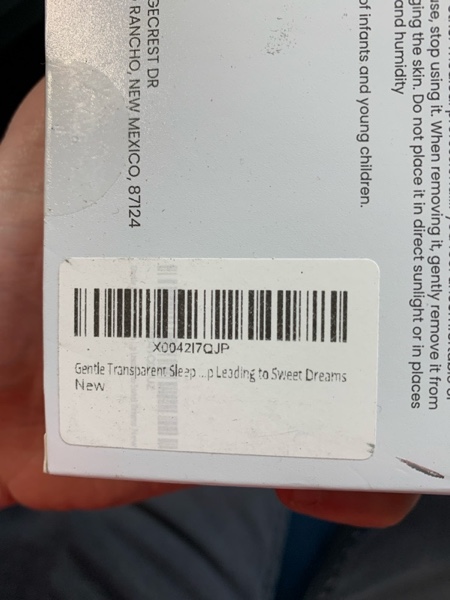 GECREST DR
RANCHO, NEW MEXICO, 87124
of infants and young children.
use, stop using it. When removing it, gently remove it from
ging the skin. Do not place it in direct sunlight or in places
and humidity
X0042I7QJP
Gentle Transparent Sleep ...p Leading to Sweet Dreams
New